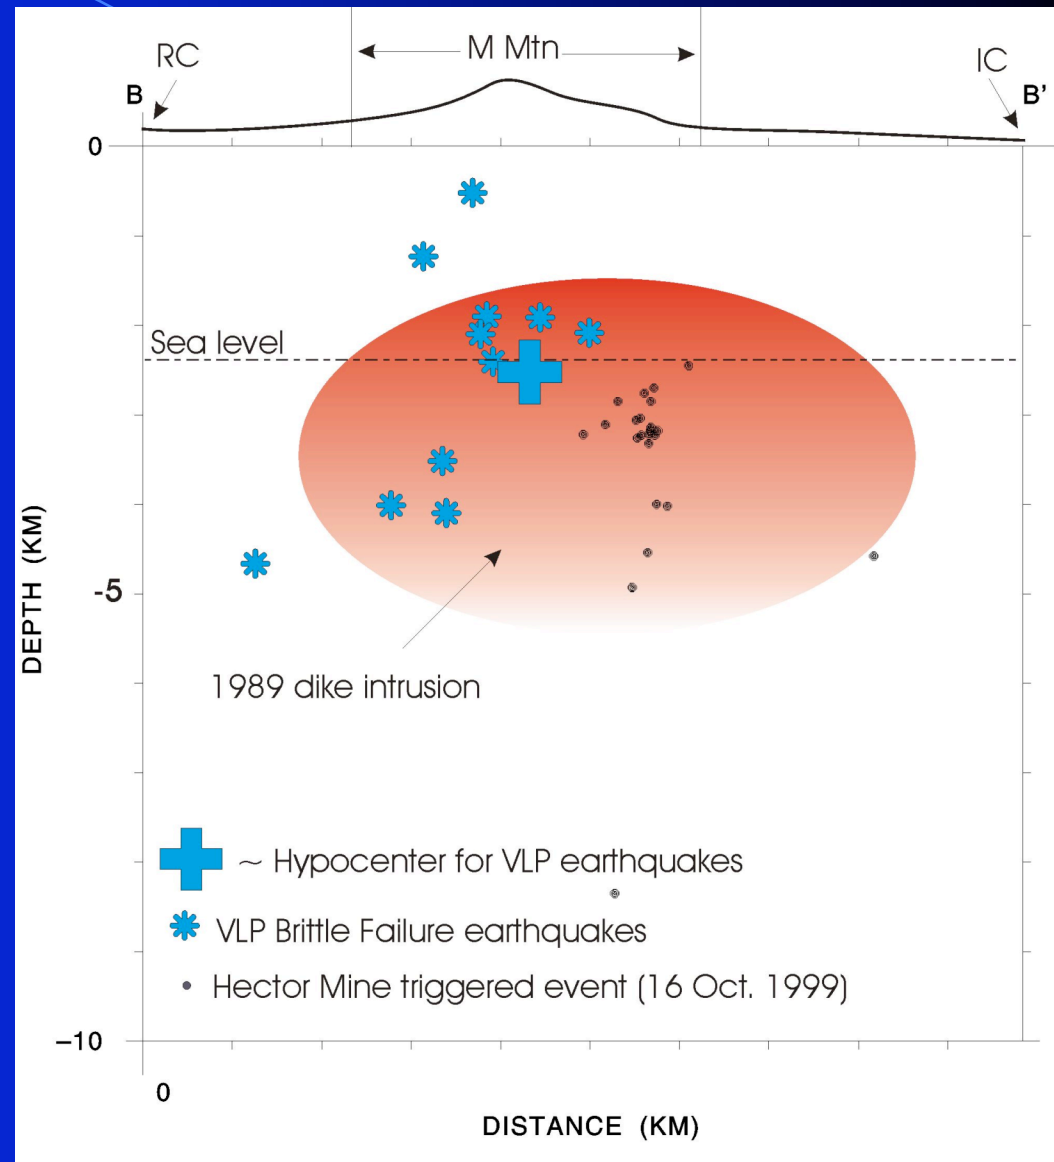 RC
M Mtn
IC
B
B'
0
Sea level
DEPTH (KM)
-5
1989 dike intrusion
~ Hypocenter for VLP earthquakes
VLP Brittle Failure earthquakes
• Hector Mine triggered event (16 Oct. 1999)
–10
0
DISTANCE (KM)